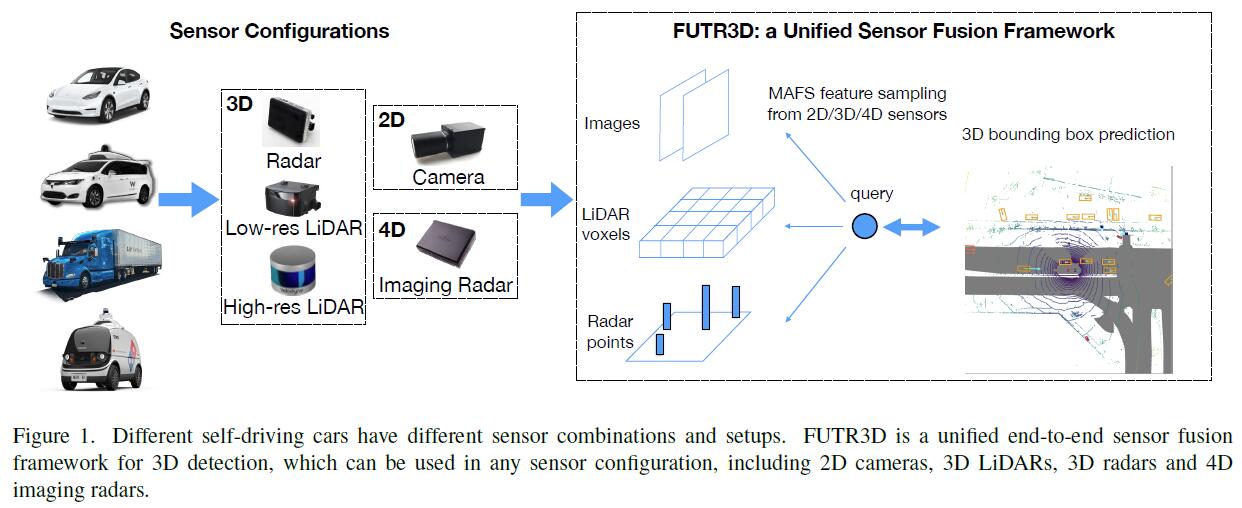 Sensor Configurations
3D
Radar
Low-res LiDAR
High-res LiDAR
2D
Camera
4D
Imaging Radar
FUTR3D: a Unified Sensor Fusion Framework
Images
LiDAR
voxels
Radar
points
MAFS feature sampling
from 2D/3D/4D sensors
query
3D bounding box prediction
Figure 1. Different self-driving cars have different sensor combinations and setups. FUTR3D is a unified end-to-end sensor fusion
framework for 3D detection, which can be used in any sensor configuration, including 2D cameras, 3D LiDARs, 3D radars and 4D
imaging radars.